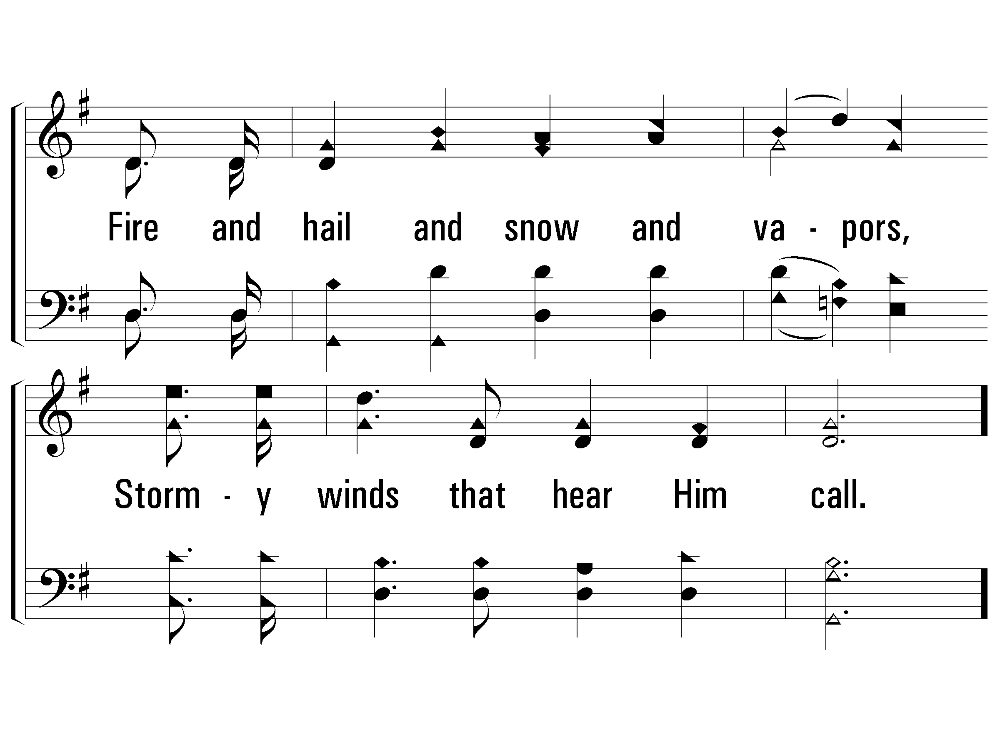 Fire and hail and snow and va - pors,
Storm - y winds that hear Him call.